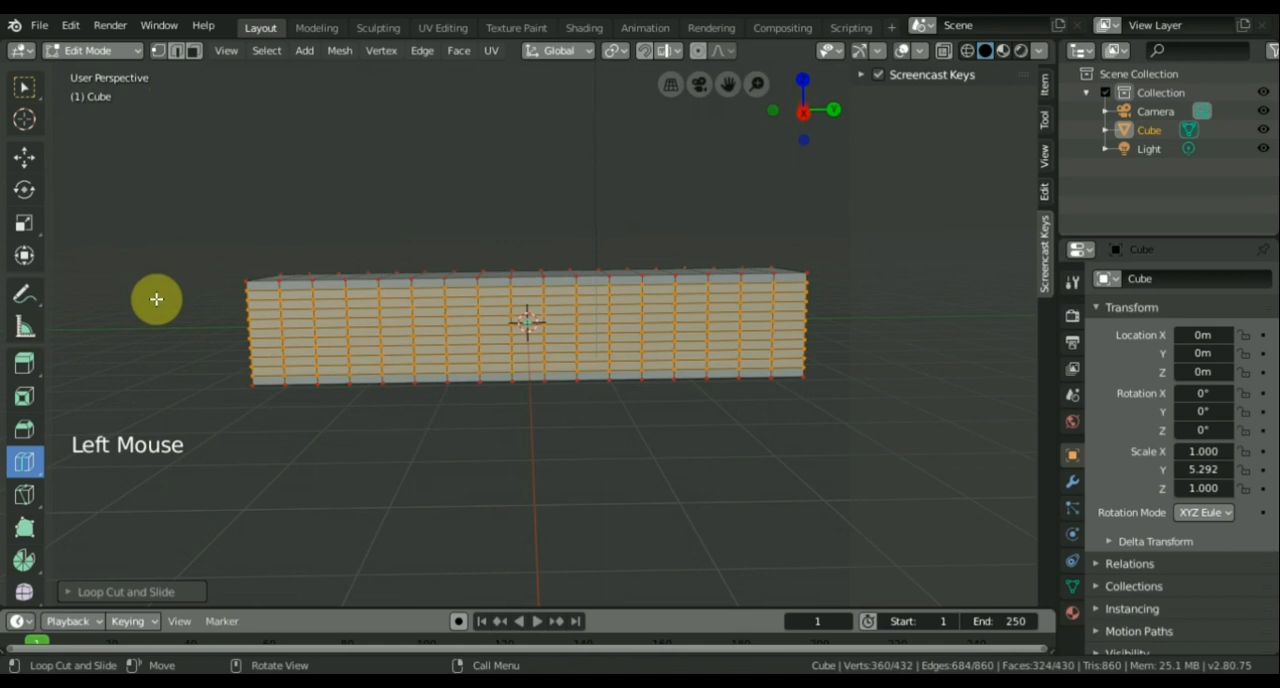 File Edit Render Window Help Layout Modeling Sculpting UV Editing Texture Paint Shading Animation Rendering Compositing Scripting + Scene View Layer
Edit Mode View Select Add Mesh Vertex Edge Face UV Global
User Perspective
(1) Cube
Screencast Keys
Item
Tool
View
Edit
Screencast Keys
Scene Collection
Collection
Camera
Cube
Light
Cube
Cube
Transform
Location X 0m
Y 0m
Z 0m
Rotation X 0°
Y 0°
Z 0°
Scale X 1.000
Y 5.292
Z 1.000
Rotation Mode XYZ Eule
Delta Transform
Relations
Collections
Instancing
Motion Paths
Visibility
X
Y
Z
Left Mouse
Loop Cut and Slide
Playback Keying View Marker 1 Start: 1 End: 250
1
Loop Cut and Slide Move Rotate View Call Menu Cube | Verts:360/432 | Edges:684/860 | Faces:324/430 | Tris:860 | Mem: 25.1 MB | v2.80.75